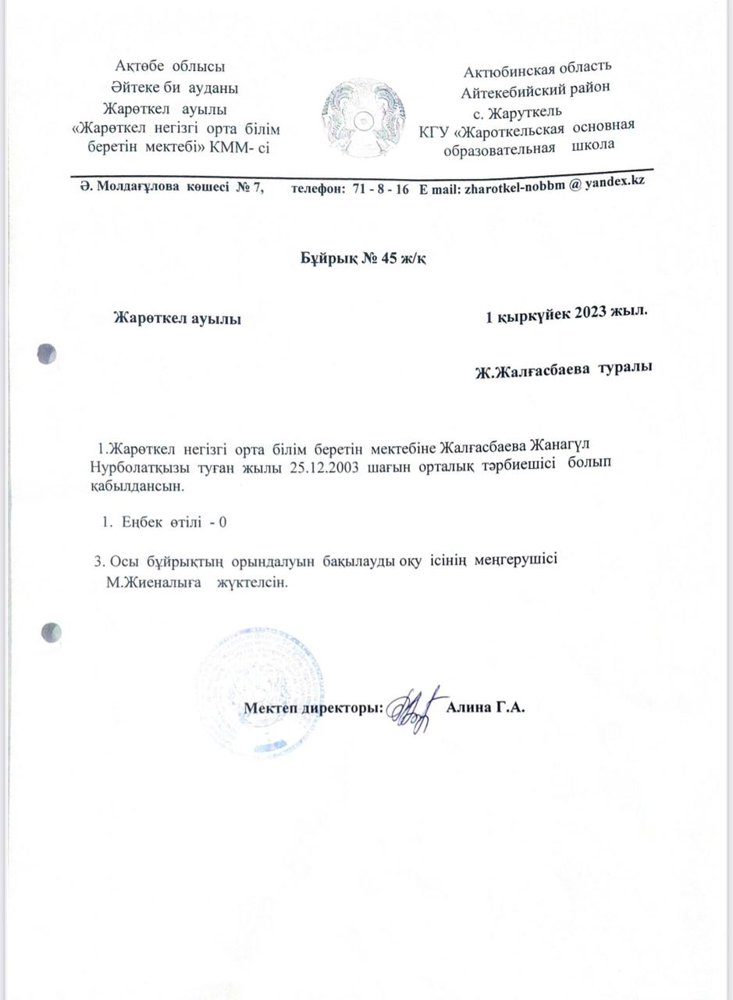 Ақтөбе облысы
Әйтеке би ауданы
Жарөткел ауылы
«Жарөткел негізгі орта білім
беретін мектебі» КММ- сі
Актюбинская область
Айтекебийский район
с. Жаруткель
КГУ «Жароткельская основная
образовательная школа
Ә. Молдағұлова көшесі № 7, телефон: 71 - 8 - 16 E mail: zharotkel-nobbm @ yandex.kz
Бұйрық № 45 ж/қ
Жарөткел ауылы 1 қыркүйек 2023 жыл.
Ж.Жалғасбаева туралы
1.Жарөткел негізгі орта білім беретін мектебіне Жалғасбаева Жанагүл
Нурболатқызы туған жылы 25.12.2003 шағын орталық тәрбиешісі болып
қабылдансын.
1. Еңбек өтілі - 0
3. Осы бұйрықтың орындалуын бақылауды оқу ісінің меңгерушісі
М.Жиеналыға жүктелсін.
Мектеп директоры: Алина Г.А.